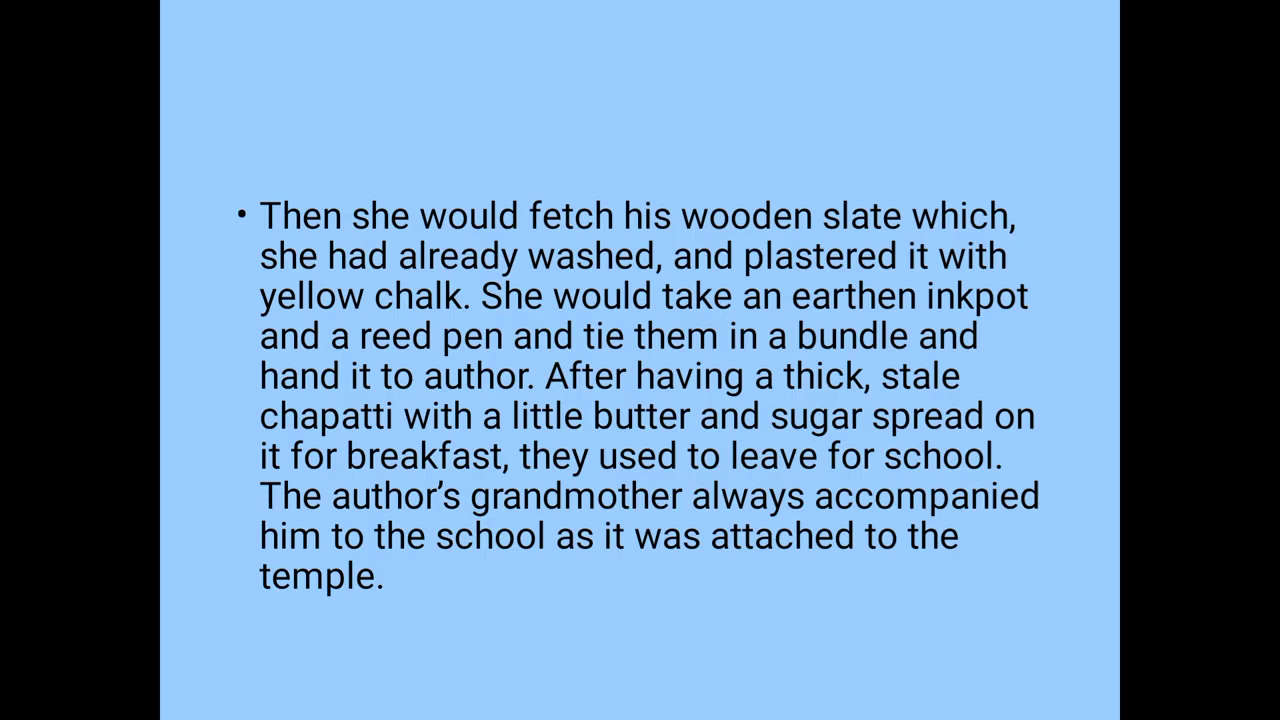 • Then she would fetch his wooden slate which,
she had already washed, and plastered it with
yellow chalk. She would take an earthen inkpot
and a reed pen and tie them in a bundle and
hand it to author. After having a thick, stale
chapatti with a little butter and sugar spread on
it for breakfast, they used to leave for school.
The author’s grandmother always accompanied
him to the school as it was attached to the
temple.